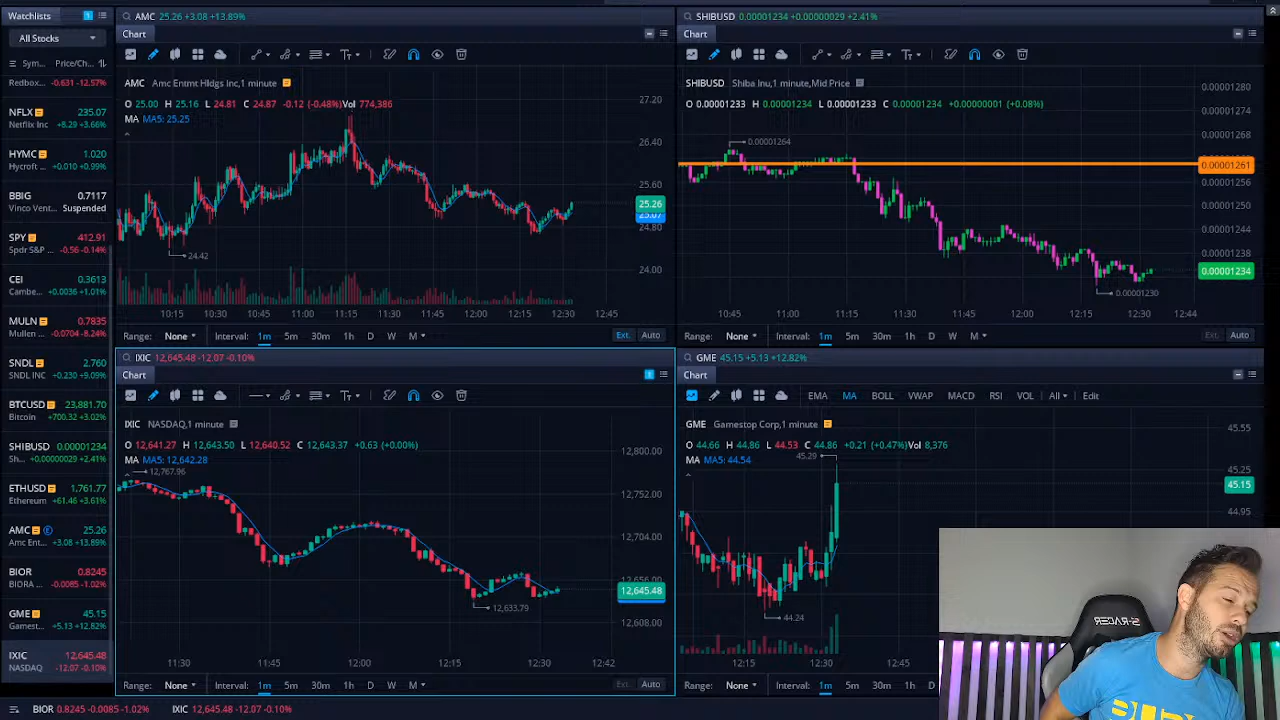 Watchlists
1
All Stocks
Sym... Price/Ch...
Redbox... -0.631 -12.57%
NFLX 235.07
Netflix Inc +8.29 +3.66%
HYMC 1.020
Hycroft ... +0.010 +0.99%
BBIG 0.7117
Vinco Vent... Suspended
SPY 412.91
Spdr S&P ... -0.56 -0.14%
CEI 0.3613
Cambe... +0.0036 +1.01%
MULN 0.7835
Mullen ... -0.0704 -8.24%
SNDL 2.760
SNDL INC +0.230 +9.09%
BTCUSD 23,881.70
Bitcoin +700.32 +3.02%
SHIBUSD 0.00001234
Sh... +0.00000029 +2.41%
ETHUSD 1,761.77
Ethereum +61.46 +3.61%
AMC E 25.26
Amc Ent... +3.08 +13.89%
BIOR 0.8245
BIORA ... -0.0085 -1.02%
GME 45.15
Gamest... +5.13 +12.82%
IXIC 12,645.48
NASDAQ -12.07 -0.10%
AMC 25.26 +3.08 +13.89%
Chart
AMC Amc Entmt Hldgs Inc,1 minute
O 25.00 H 25.16 L 24.81 C 24.87 -0.12 (-0.48%) Vol 774,386
MA MA5: 25.25
27.20
26.40
25.60
25.26
25.07
24.80
24.42
24.00
10:15 10:30 10:45 11:00 11:15 11:30 11:45 12:00 12:15 12:30 12:45
Range: None Interval: 1m 5m 30m 1h D W M Ext. Auto
SHIBUSD 0.00001234 +0.00000029 +2.41%
Chart
SHIBUSD Shiba Inu,1 minute,Mid Price
O 0.00001233 H 0.00001234 L 0.00001233 C 0.00001234 +0.00000001 (+0.08%)
0.00001280
0.00001274
0.00001268
0.00001264
0.00001261
0.00001256
0.00001250
0.00001244
0.00001238
0.00001234
0.00001230
10:45 11:00 11:15 11:30 11:45 12:00 12:15 12:30 12:44
Range: None Interval: 1m 5m 30m 1h D W M Ext. Auto
IXIC 12,645.48 -12.07 -0.10%
Chart
1
IXIC NASDAQ,1 minute
O 12,641.27 H 12,643.50 L 12,640.52 C 12,643.37 +0.63 (+0.00%)
MA MA5: 12,642.28
12,767.96
12,800.00
12,752.00
12,704.00
12,656.00
12,645.48
12,633.79
12,608.00
11:30 11:45 12:00 12:15 12:30 12:42
Range: None Interval: 1m 5m 30m 1h D W M Ext. Auto
GME 45.15 +5.13 +12.82%
Chart
EMA MA BOLL VWAP MACD RSI VOL All Edit
GME Gamestop Corp,1 minute
O 44.66 H 44.86 L 44.53 C 44.86 +0.21 (+0.47%) Vol 8,376
MA MA5: 44.54
45.29
45.55
45.25
45.15
44.95
44.24
12:15 12:30 12:45
Range: None Interval: 1m 5m 30m 1h D
BIOR 0.8245 -0.0085 -1.02% IXIC 12,645.48 -12.07 -0.10%